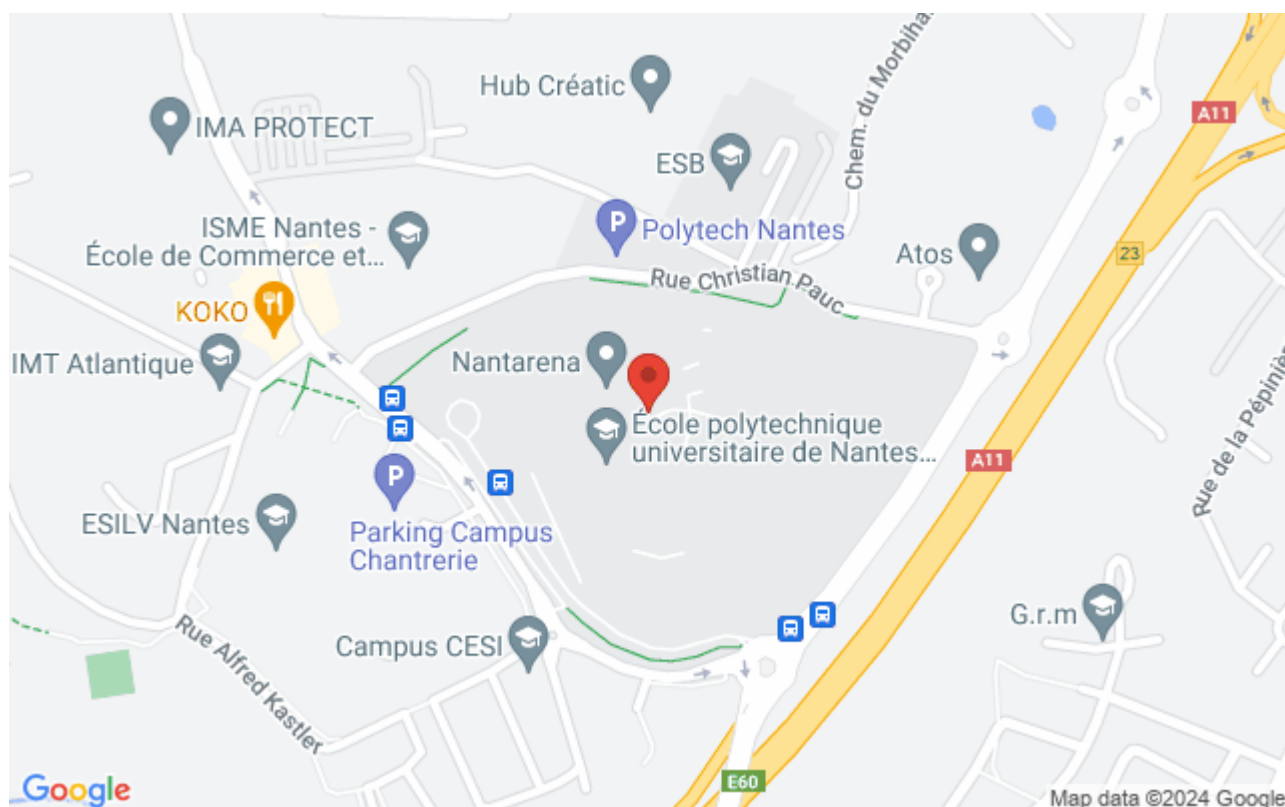 Hub Créatic
Chem. du Morbihan
A11
IMA PROTECT
ESB
ISME Nantes -
École de Commerce et...
P
Polytech Nantes
Atos
23
Rue Christian Pauc
KOKO
IMT Atlantique
Nantarena
École polytechnique
universitaire de Nantes...
A11
Rue de la Pépinière
P
ESILV Nantes
Parking Campus
Chantrerie
G.r.m
Rue Alfred Kastler
Campus CESI
E60
Google
Map data ©2024 Google